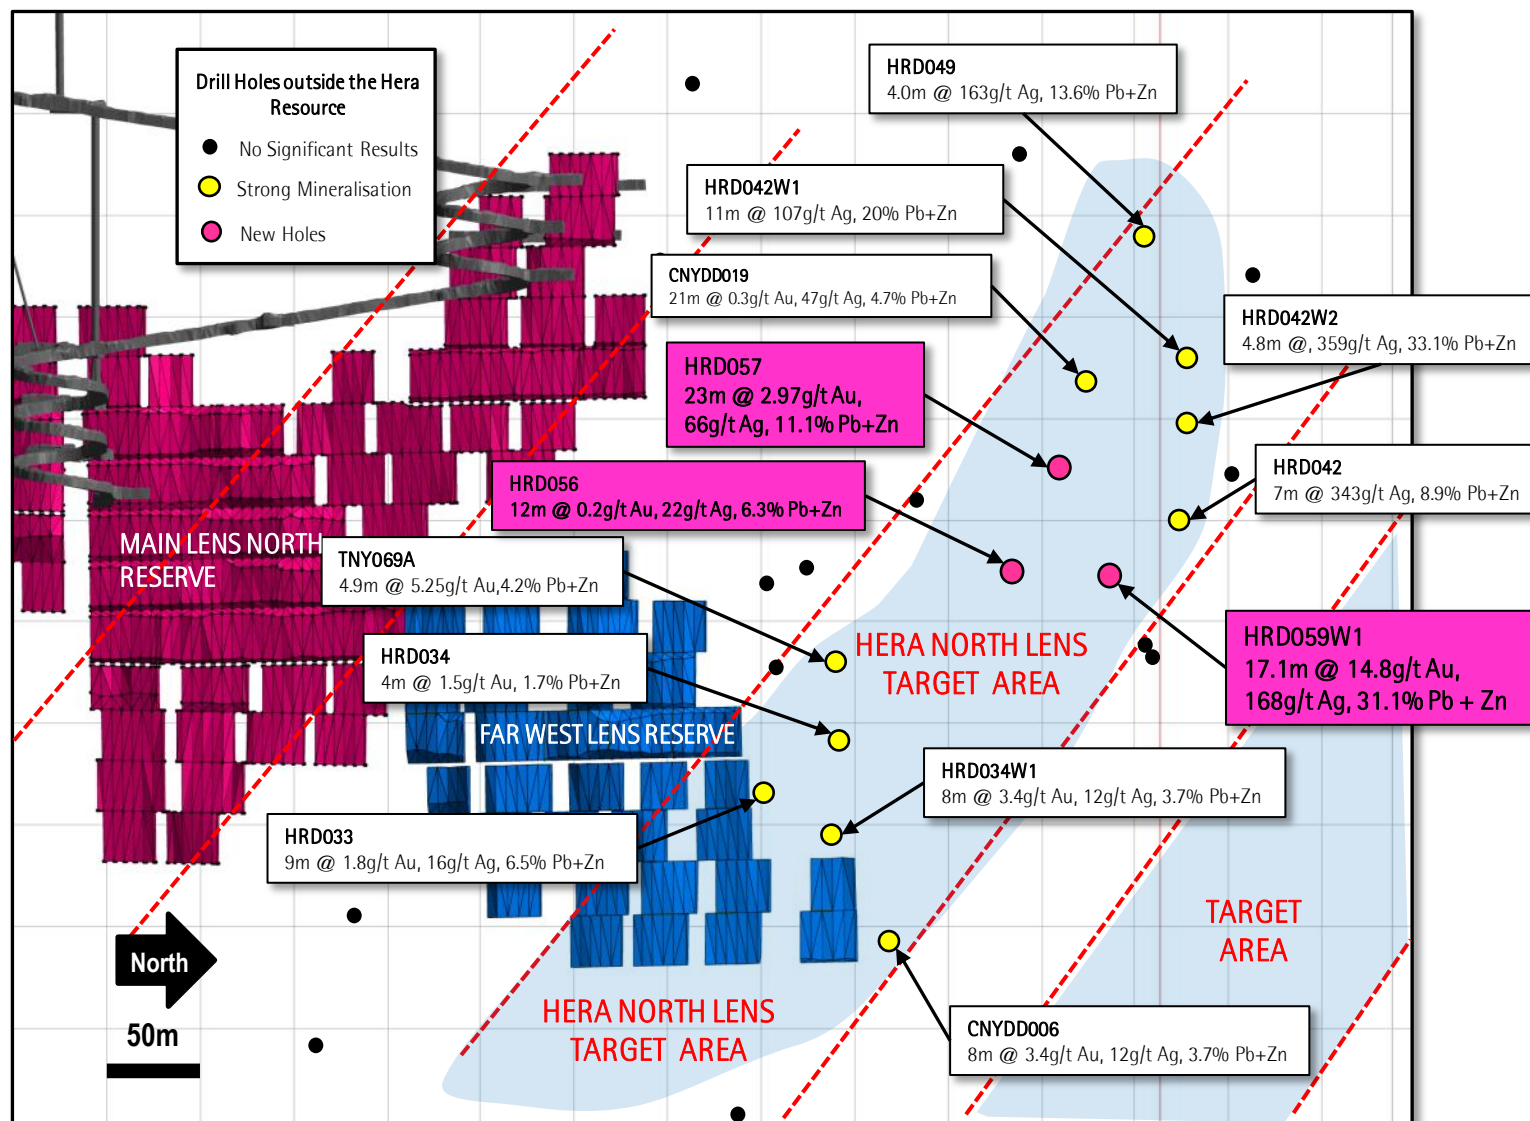 Drill Holes outside the Hera
Resource
No Significant Results
Strong Mineralisation
New Holes
HRD049
4.0m @ 163g/t Ag, 13.6% Pb+Zn
HRD042W1
11m @ 107g/t Ag, 20% Pb+Zn
CNYDD019
21m @ 0.3g/t Au, 47g/t Ag, 4.7% Pb+Zn
HRD042W2
4.8m @, 359g/t Ag, 33.1% Pb+Zn
HRD057
23m @ 2.97g/t Au,
66g/t Ag, 11.1% Pb+Zn
HRD042
7m @ 343g/t Ag, 8.9% Pb+Zn
HRD056
12m @ 0.2g/t Au, 22g/t Ag, 6.3% Pb+Zn
MAIN LENS NORTH
RESERVE
TNY069A
4.9m @ 5.25g/t Au,4.2% Pb+Zn
HRD059W1
17.1m @ 14.8g/t Au,
168g/t Ag, 31.1% Pb + Zn
HERA NORTH LENS
TARGET AREA
HRD034
4m @ 1.5g/t Au, 1.7% Pb+Zn
FAR WEST LENS RESERVE
HRD034W1
8m @ 3.4g/t Au, 12g/t Ag, 3.7% Pb+Zn
HRD033
9m @ 1.8g/t Au, 16g/t Ag, 6.5% Pb+Zn
TARGET
AREA
North
50m
HERA NORTH LENS
TARGET AREA
CNYDD006
8m @ 3.4g/t Au, 12g/t Ag, 3.7% Pb+Zn